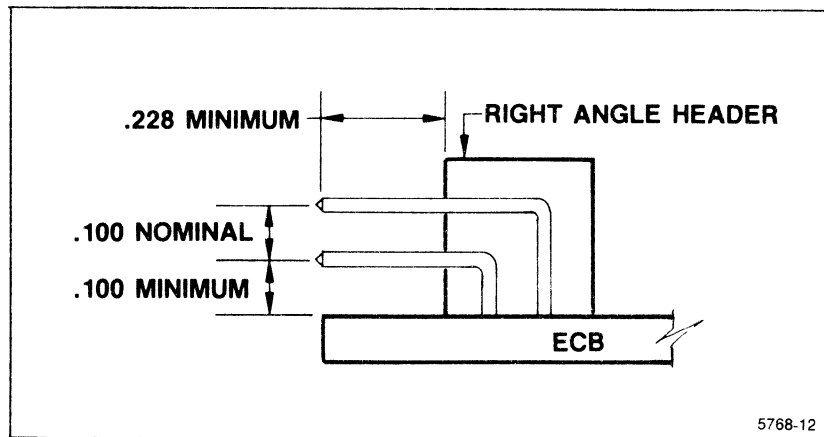 .228 MINIMUM
RIGHT ANGLE HEADER
.100 NOMINAL
.100 MINIMUM
ECB
5768-12